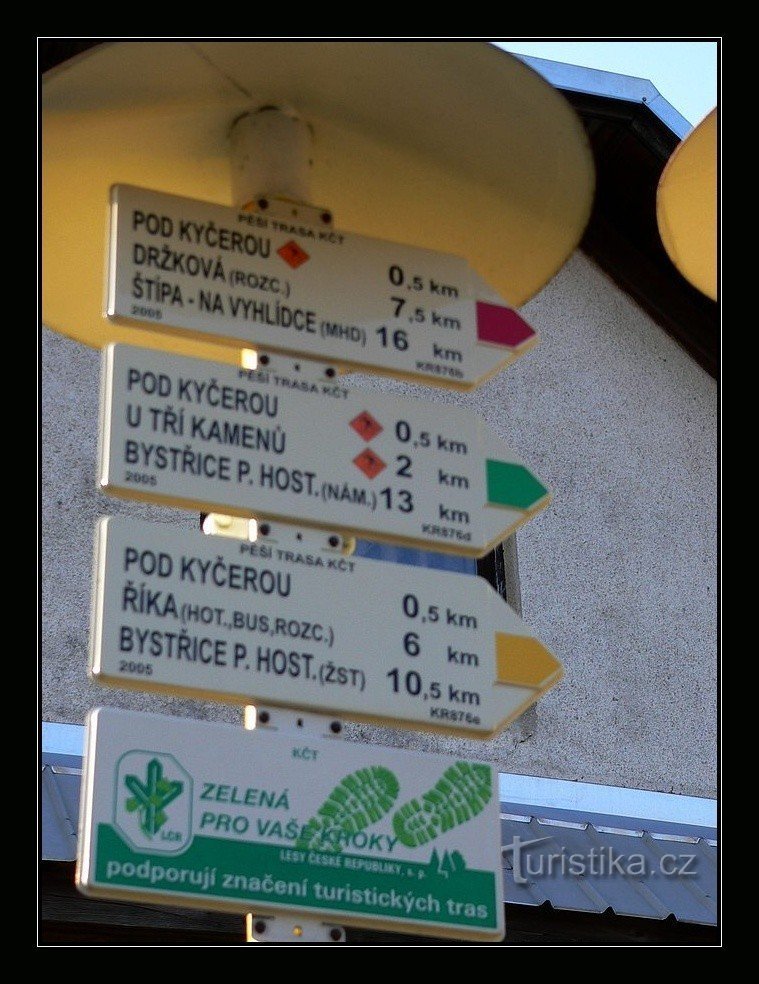 PĚŠÍ TRASA KČT
POD KYČEROU 0,5 km
DRŽKOVÁ (ROZC.) 7,5 km
ŠTÍPA - NA VYHLÍDCE (MHD) 16 km
2005 KR876b
PĚŠÍ TRASA KČT
POD KYČEROU 0,5 km
U TŘÍ KAMENŮ 2 km
BYSTŘICE P. HOST. (NÁM.) 13 km
2005 KR876d
PĚŠÍ TRASA KČT
POD KYČEROU 0,5 km
ŘÍKA (HOT.,BUS,ROZC.) 6 km
BYSTŘICE P. HOST. (ŽST) 10,5 km
2005 KR876e
KČT
ZELENÁ
PRO VAŠE KROKY
LČR
LESY ČESKÉ REPUBLIKY, s. p.
podporují značení turistických tras
Turistika.cz